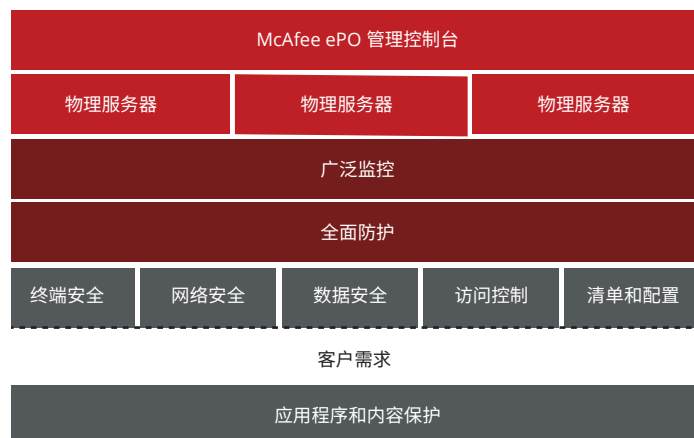 McAfee ePO 管理控制台
物理服务器 物理服务器 物理服务器
广泛监控
全面防护
终端安全 网络安全 数据安全 访问控制 清单和配置
客户需求
应用程序和内容保护